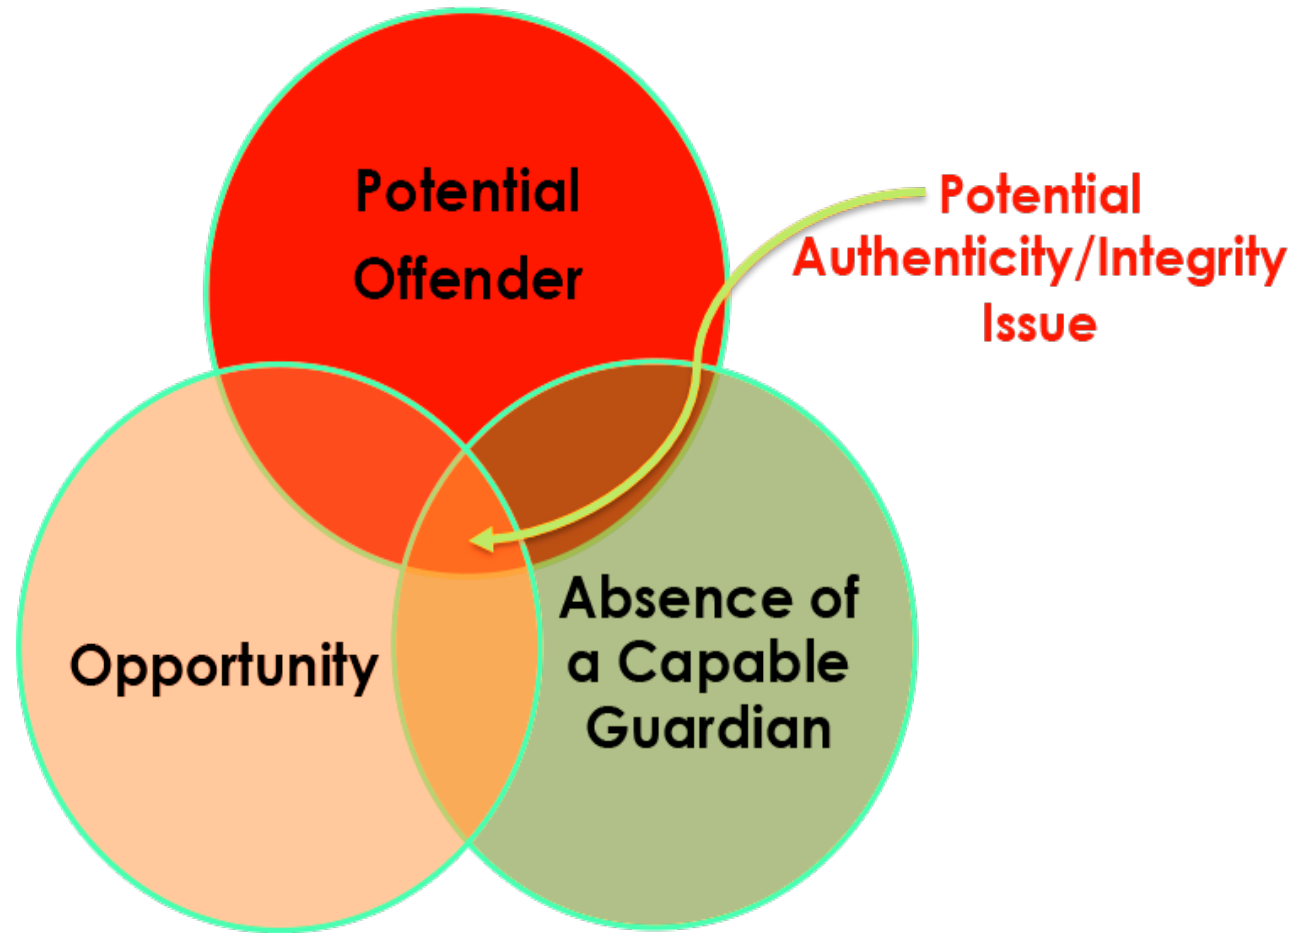 Potential
Offender
Potential
Authenticity/Integrity
Issue
Opportunity
Absence of
a Capable
Guardian